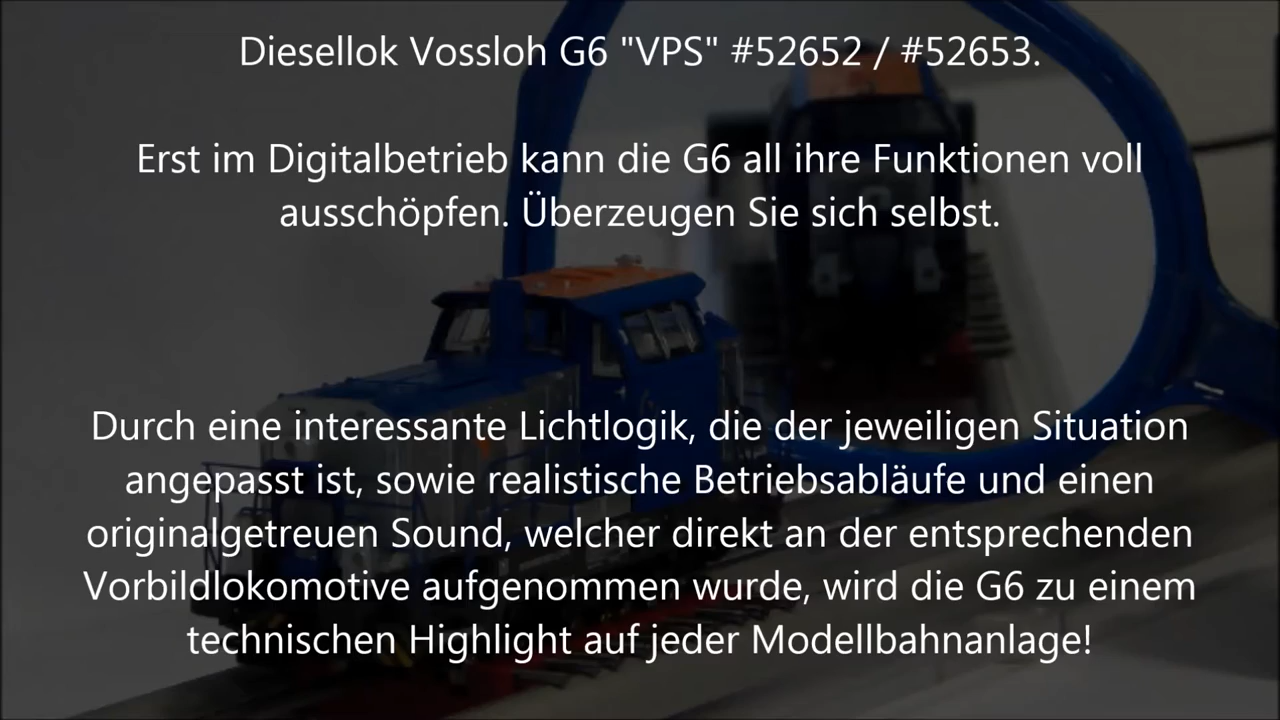 Diesellok Vossloh G6 "VPS" #52652 / #52653.
Erst im Digitalbetrieb kann die G6 all ihre Funktionen voll
ausschöpfen. Überzeugen Sie sich selbst.
Durch eine interessante Lichtlogik, die der jeweiligen Situation
angepasst ist, sowie realistische Betriebsabläufe und einen
originalgetreuen Sound, welcher direkt an der entsprechenden
Vorbildlokomotive aufgenommen wurde, wird die G6 zu einem
technischen Highlight auf jeder Modellbahnanlage!